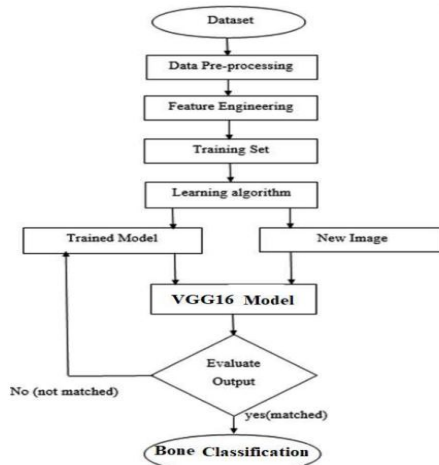 Dataset
Data Pre-processing
Feature Engineering
Training Set
Learning algorithm
Trained Model
New Image
VGG16 Model
Evaluate
Output
No (not matched)
yes(matched)
Bone Classification